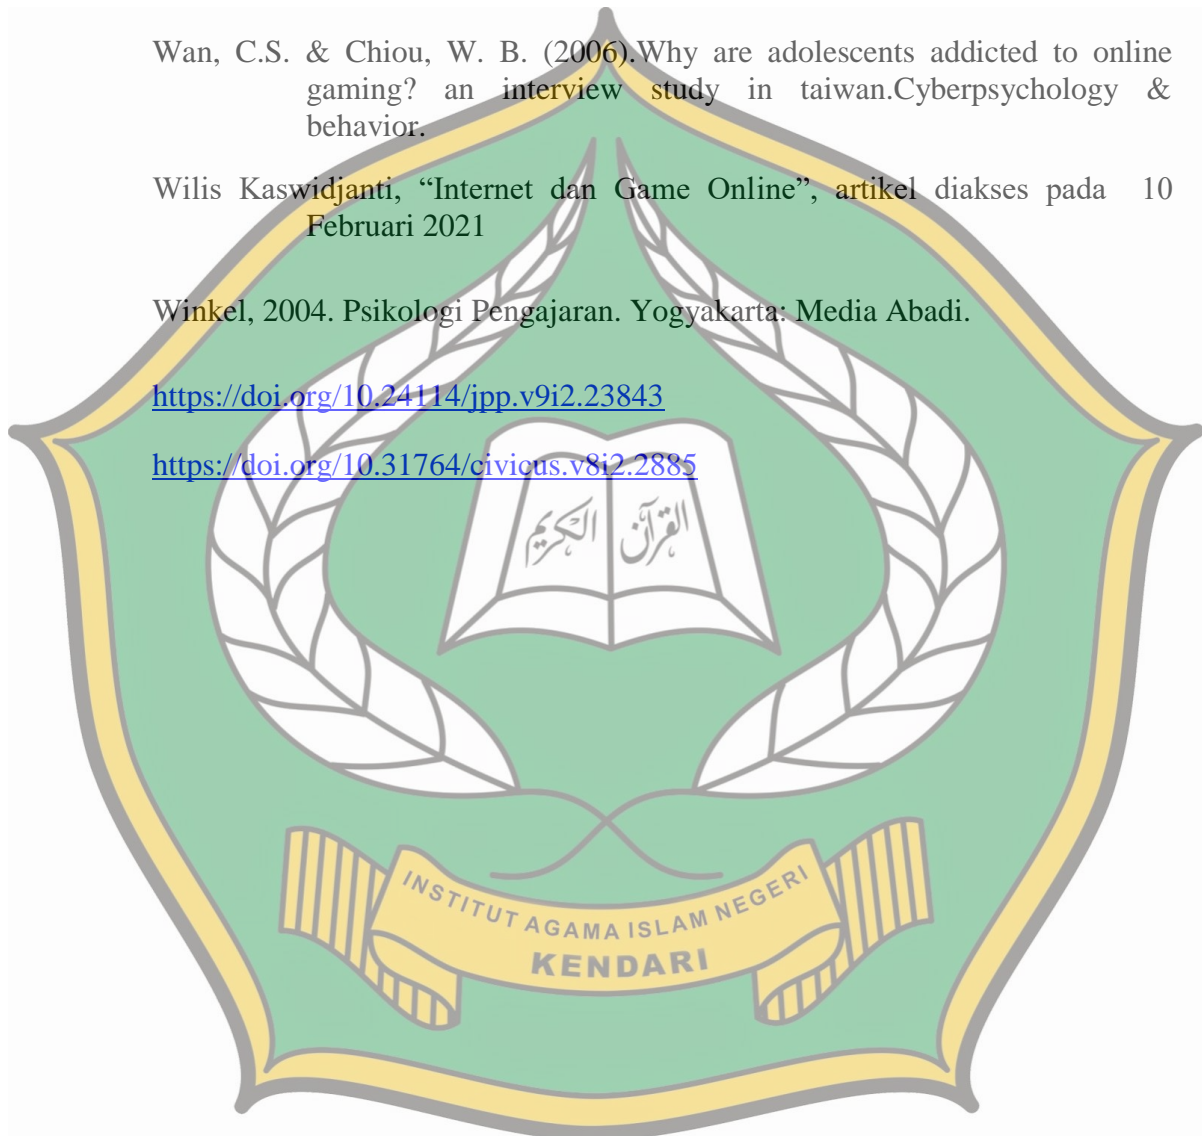 Wan, C.S. & Chiou, W. B. (2006).Why are adolescents addicted to online
gaming? an interview study in taiwan.Cyberpsychology &
behavior.
Wilis Kaswidjanti, “Internet dan Game Online”, artikel diakses pada 10
Februari 2021
Winkel, 2004. Psikologi Pengajaran. Yogyakarta: Media Abadi.
https://doi.org/10.24114/jpp.v9i2.23843
https://doi.org/10.31764/civicus.v8i2.2885
القرآن الكريم
INSTITUT AGAMA ISLAM NEGERI
KENDARI